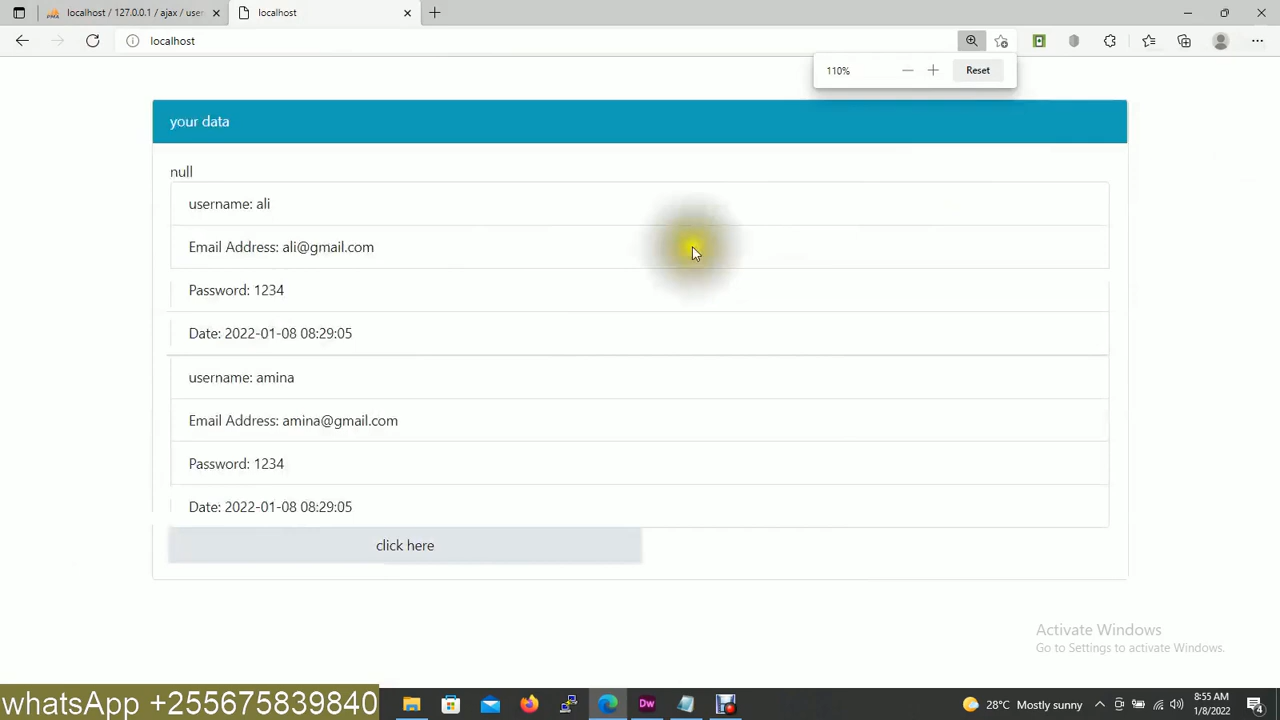 localhost / 127.0.0.1 / ajax / use
localhost
localhost
110%
Reset
your data
null
username: ali
Email Address: ali@gmail.com
Password: 1234
Date: 2022-01-08 08:29:05
username: amina
Email Address: amina@gmail.com
Password: 1234
Date: 2022-01-08 08:29:05
click here
Activate Windows
Go to Settings to activate Windows.
whatsApp +255675839840
Dw
28°C Mostly sunny
8:55 AM
1/8/2022
4